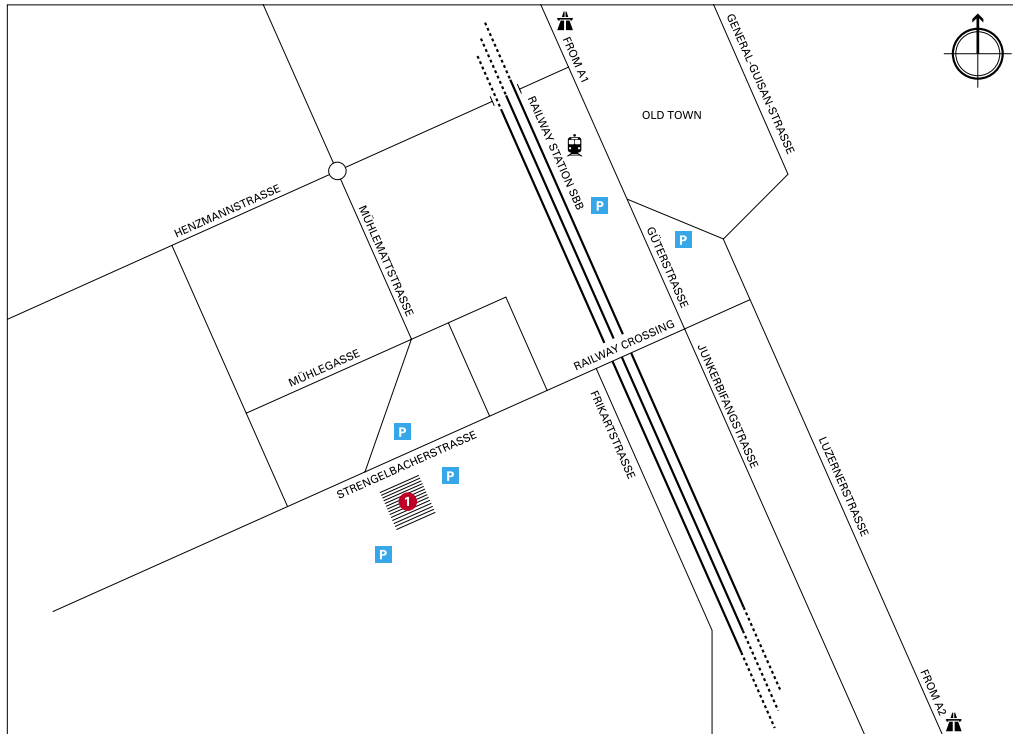 FROM A1
GENERAL-GUISAN-STRASSE
OLD TOWN
RAILWAY STATION SBB
HENZMANNSTRASSE
MÜHLEMATTSTRASSE
P
P
GÜTERSTRASSE
RAILWAY CROSSING
MÜHLEGASSE
JUNKERBIFANGSTRASSE
FRIKARTSTRASSE
P
STRENGELBACHERSTRASSE
P
LUZERNERSTRASSE
1
P
FROM A2